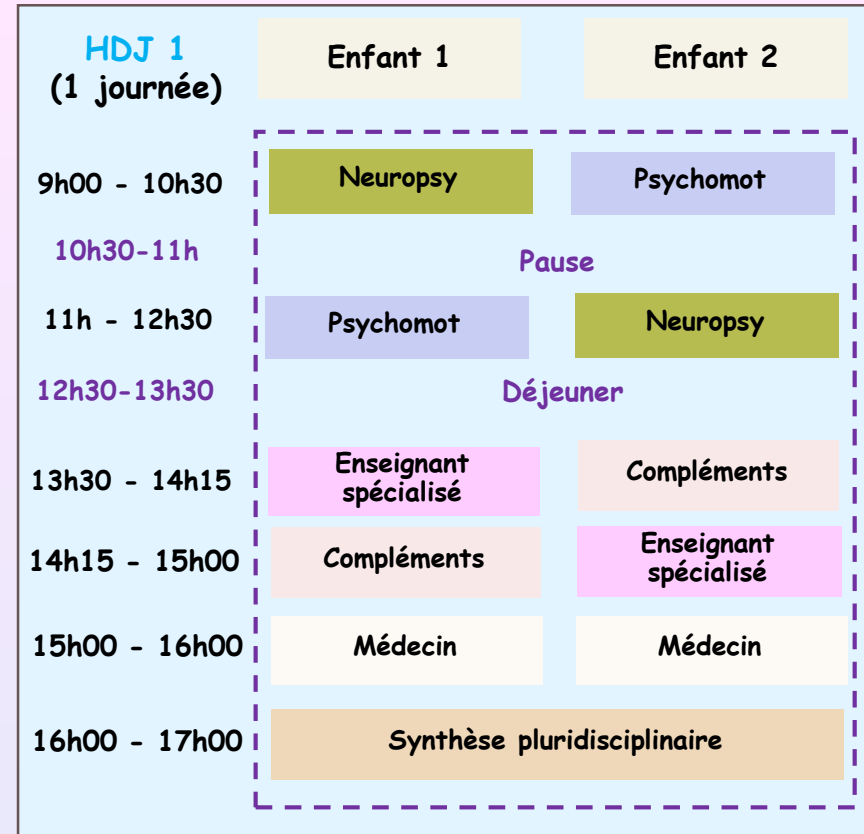 HDJ 1
(1 journée)
Enfant 1
Enfant 2
9h00 - 10h30
Neuropsy
Psychomot
10h30-11h
Pause
11h - 12h30
Psychomot
Neuropsy
12h30-13h30
Déjeuner
13h30 - 14h15
Enseignant
spécialisé
Compléments
14h15 - 15h00
Compléments
Enseignant
spécialisé
15h00 - 16h00
Médecin
Médecin
16h00 - 17h00
Synthèse pluridisciplinaire